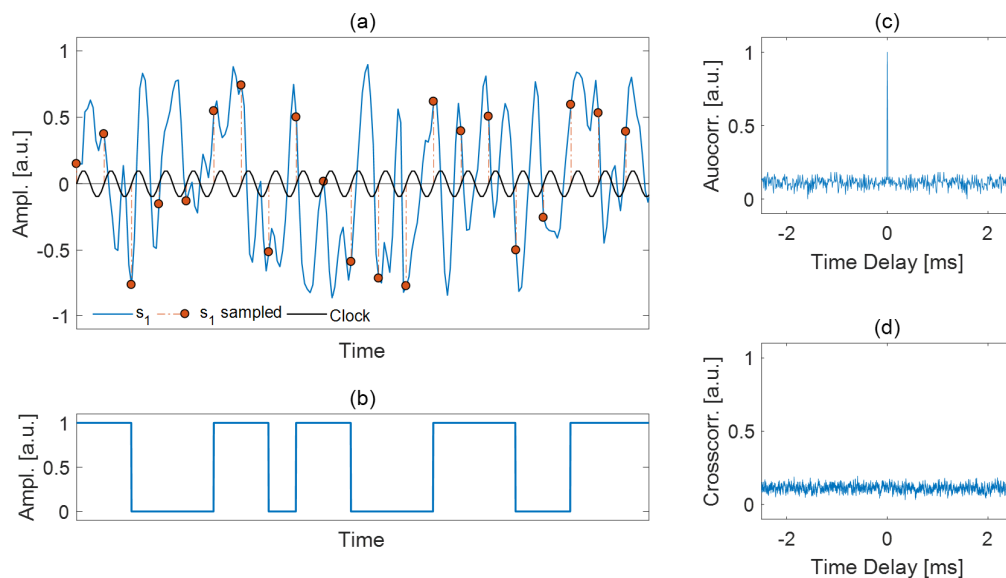 (a)
Ampl. [a.u.]
1
0.5
0
-0.5
-1
s1 s1 sampled Clock
Time
(b)
Ampl. [a.u.]
1
0.5
0
Time
(c)
Auocorr. [a.u.]
1
0.5
0
-2 0 2
Time Delay [ms]
(d)
Crosscorr. [a.u.]
1
0.5
0
-2 0 2
Time Delay [ms]